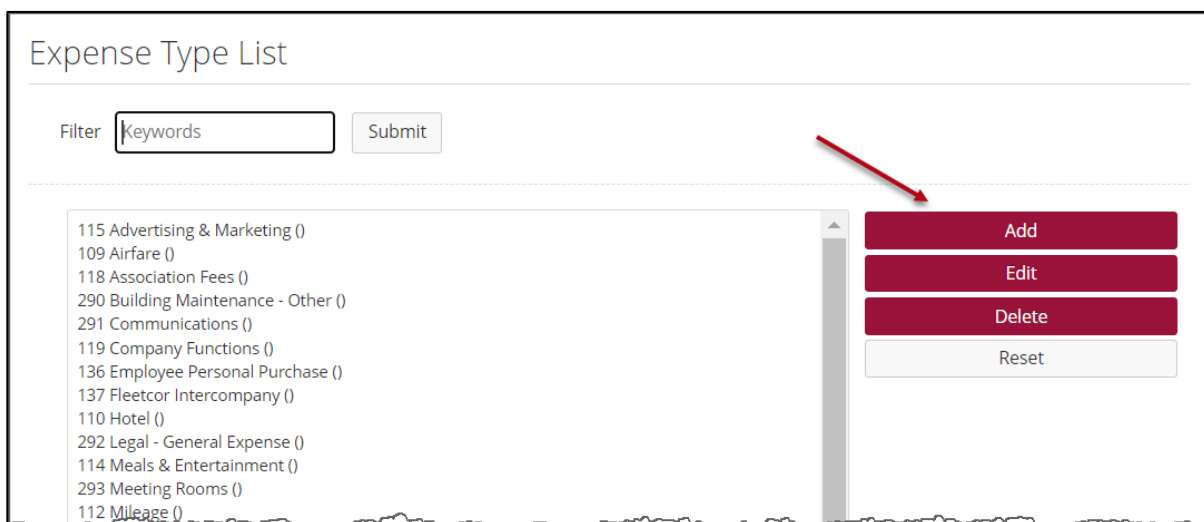 Expense Type List
Filter Keywords Submit
115 Advertising & Marketing ()
109 Airfare ()
118 Association Fees ()
290 Building Maintenance - Other ()
291 Communications ()
119 Company Functions ()
136 Employee Personal Purchase ()
137 Fleetcor Intercompany ()
110 Hotel ()
292 Legal - General Expense ()
114 Meals & Entertainment ()
293 Meeting Rooms ()
112 Mileage ()
Add
Edit
Delete
Reset